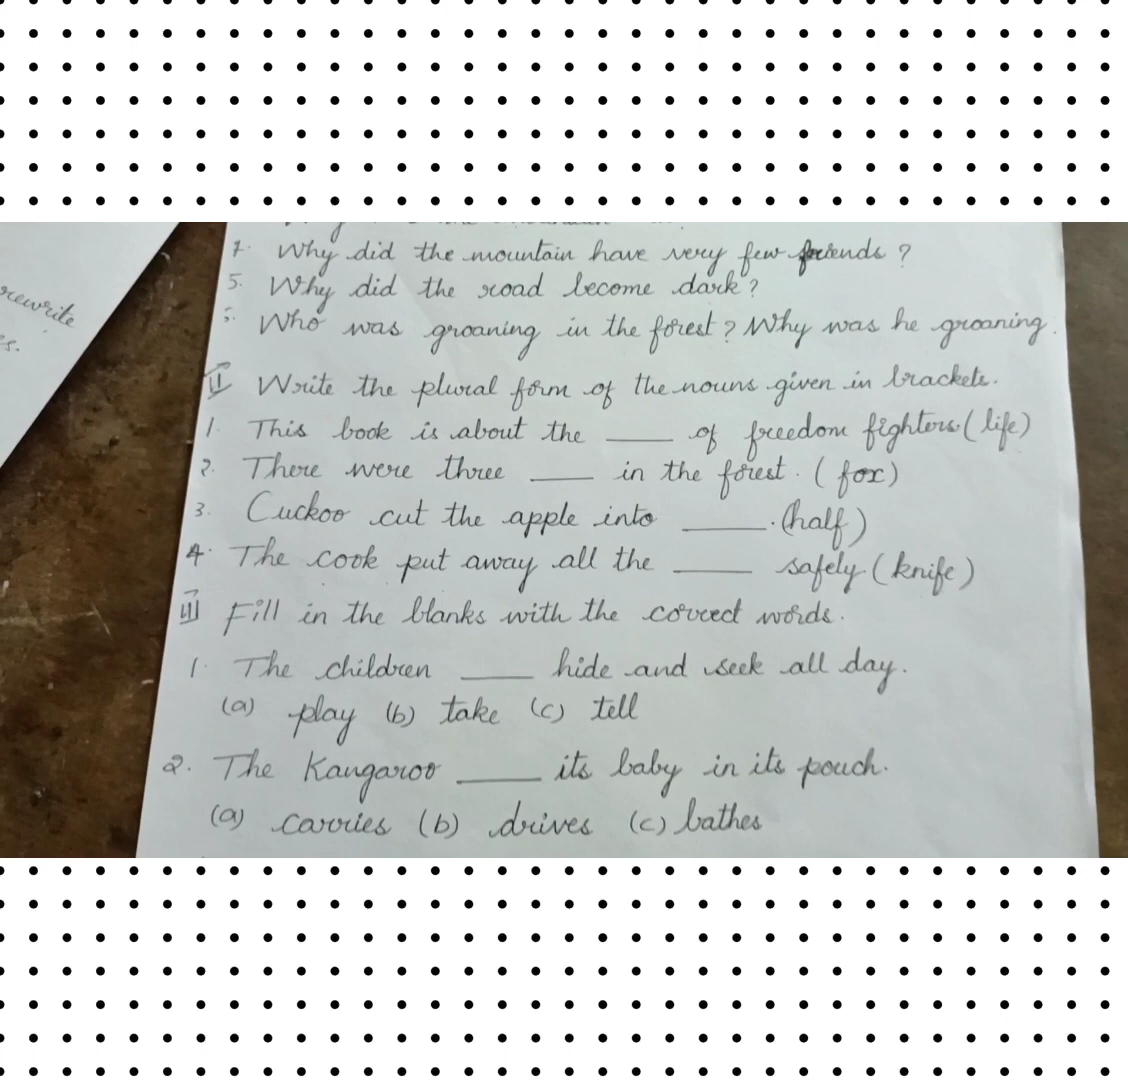 rewrite
es.
4. Why did the mountain have very few friends ?
5. Why did the road become dark ?
Who was groaning in the forest ? Why was he groaning.
II Write the plural form of the nouns given in brackets.
1. This book is about the ____ of freedom fighters (life)
2. There were three ____ in the forest. (fox)
3. Cuckoo cut the apple into ____. (half)
4. The cook put away all the ____ safely (knife)
III Fill in the blanks with the correct words.
1. The children ____ hide and seek all day.
(a) play (b) take (c) tell
2. The Kangaroo ____ its baby in its pouch.
(a) carries (b) drives (c) bathes